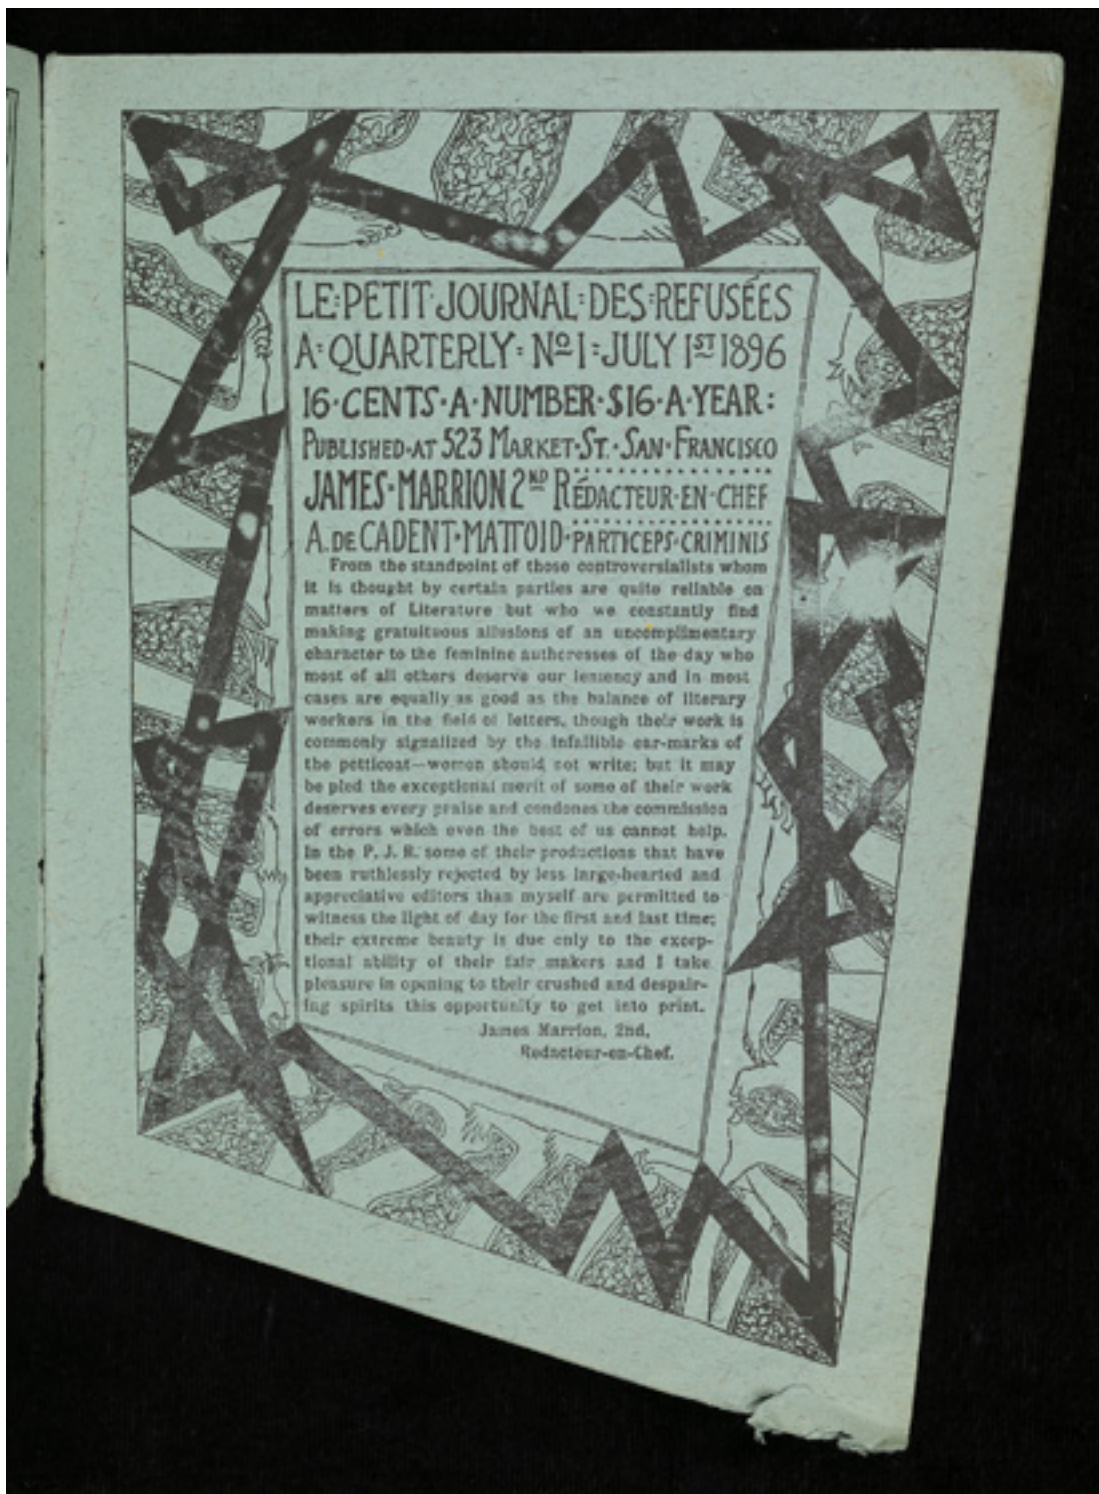 LE:PETIT·JOURNAL:DES:REFUSÉES
A:QUARTERLY:Nº1:JULY 1ST 1896
16·CENTS·A·NUMBER·$16·A·YEAR:
PUBLISHED·AT 523 MARKET·ST.·SAN·FRANCISCO
JAMES·MARRION 2ND RÉDACTEUR·EN·CHEF
A. DE CADENT·MATTOID·PARTICEPS·CRIMINIS
From the standpoint of those controversialists whom
it is thought by certain parties are quite reliable on
matters of Literature but who we constantly find
making gratuituous allusions of an uncomplimentary
character to the feminine authoresses of the day who
most of all others deserve our leniency and in most
cases are equally as good as the balance of literary
workers in the field of letters, though their work is
commonly signalized by the infallible ear-marks of
the petticoat—women should not write; but it may
be pled the exceptional merit of some of their work
deserves every praise and condones the commission
of errors which even the best of us cannot help.
In the P. J. R. some of their productions that have
been ruthlessly rejected by less large-hearted and
appreciative editors than myself are permitted to
witness the light of day for the first and last time;
their extreme beauty is due only to the excep-
tional ability of their fair makers and I take
pleasure in opening to their crushed and despair-
ing spirits this opportunity to get into print.
James Marrion, 2nd,
Redacteur-en-Chef.